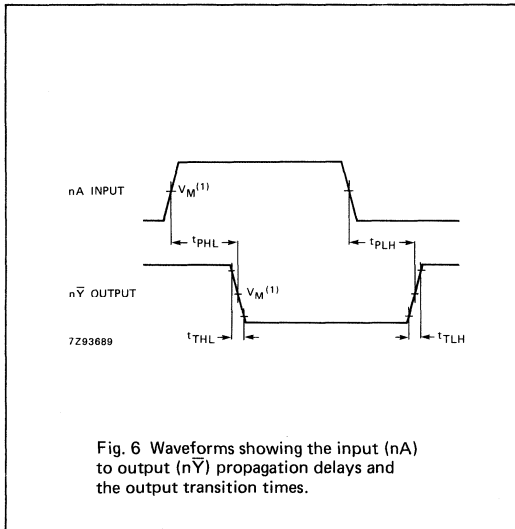 nA INPUT
V_M(1)
t_PHL
t_PLH
nȲ OUTPUT
V_M(1)
7Z93689
t_THL
t_TLH
Fig. 6 Waveforms showing the input (nA)
to output (nȲ) propagation delays and
the output transition times.